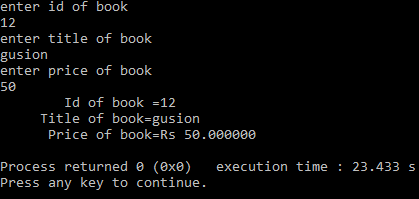 enter id of book
12
enter title of book
gusion
enter price of book
50
Id of book =12
Title of book=gusion
Price of book=Rs 50.000000
Process returned 0 (0x0)   execution time : 23.433 s
Press any key to continue.